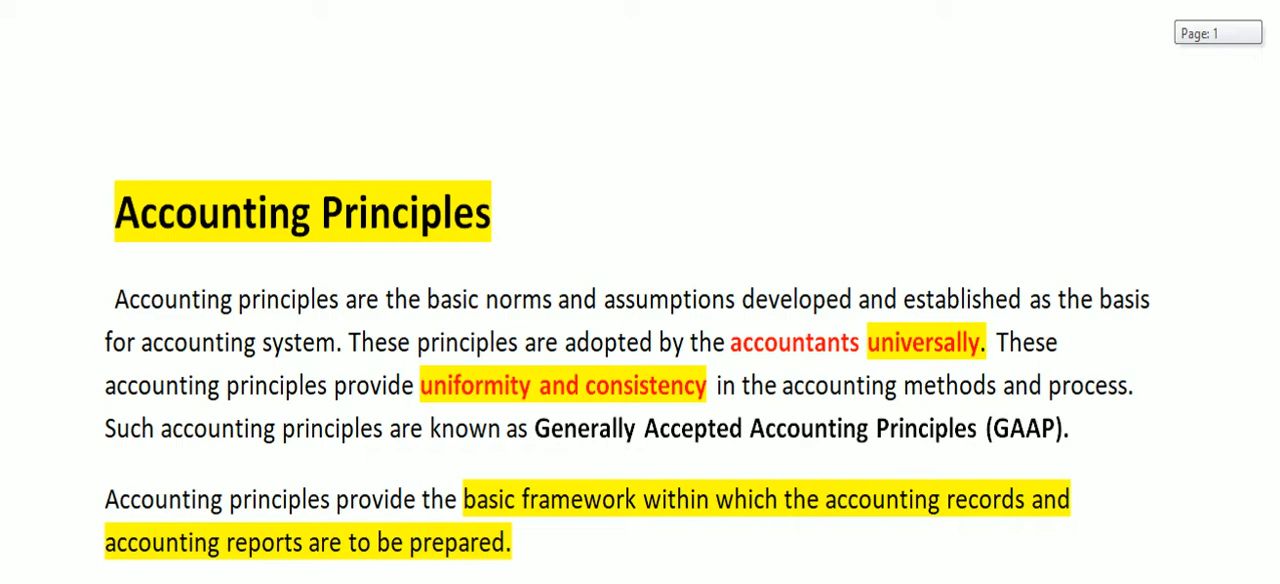 Page: 1
Accounting Principles
Accounting principles are the basic norms and assumptions developed and established as the basis
for accounting system. These principles are adopted by the accountants universally. These
accounting principles provide uniformity and consistency in the accounting methods and process.
Such accounting principles are known as Generally Accepted Accounting Principles (GAAP).
Accounting principles provide the basic framework within which the accounting records and
accounting reports are to be prepared.